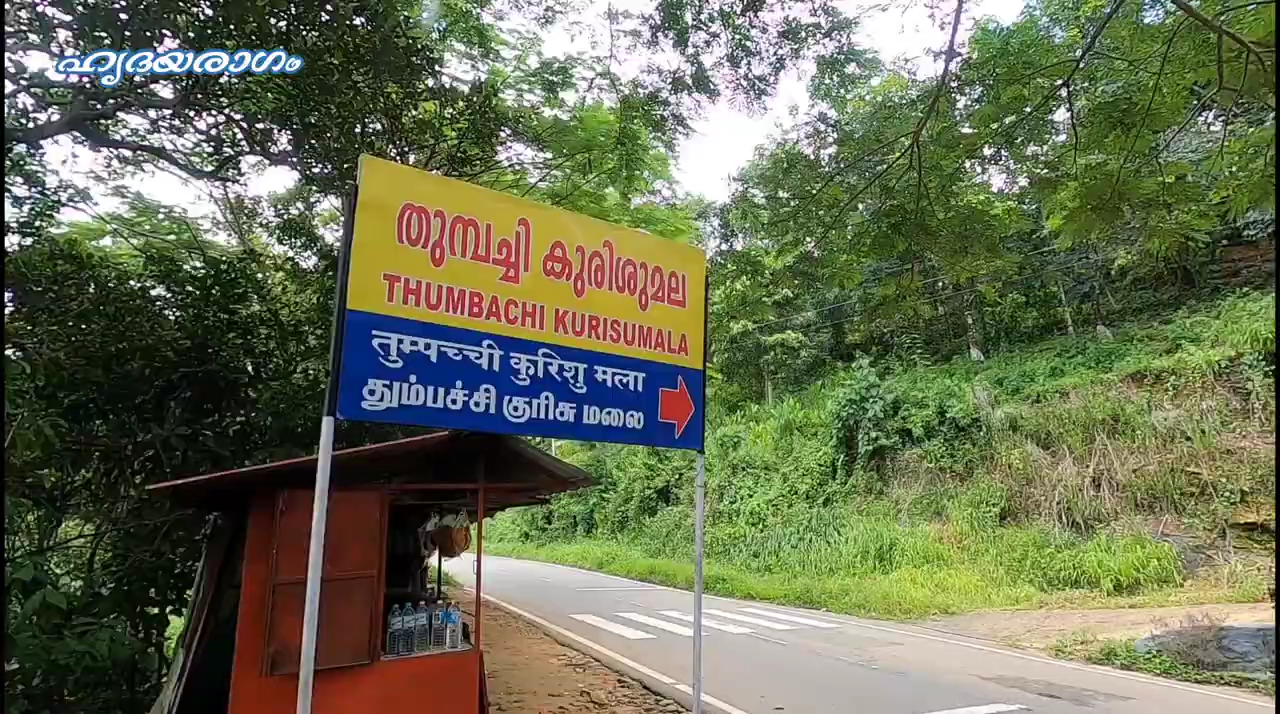 ഹൃദയരാഗം
തുമ്പച്ചി കുരിശുമല
THUMBACHI KURISUMALA
तुम्पच्ची कुरिशु मला
தும்பச்சி குரிசு மலை